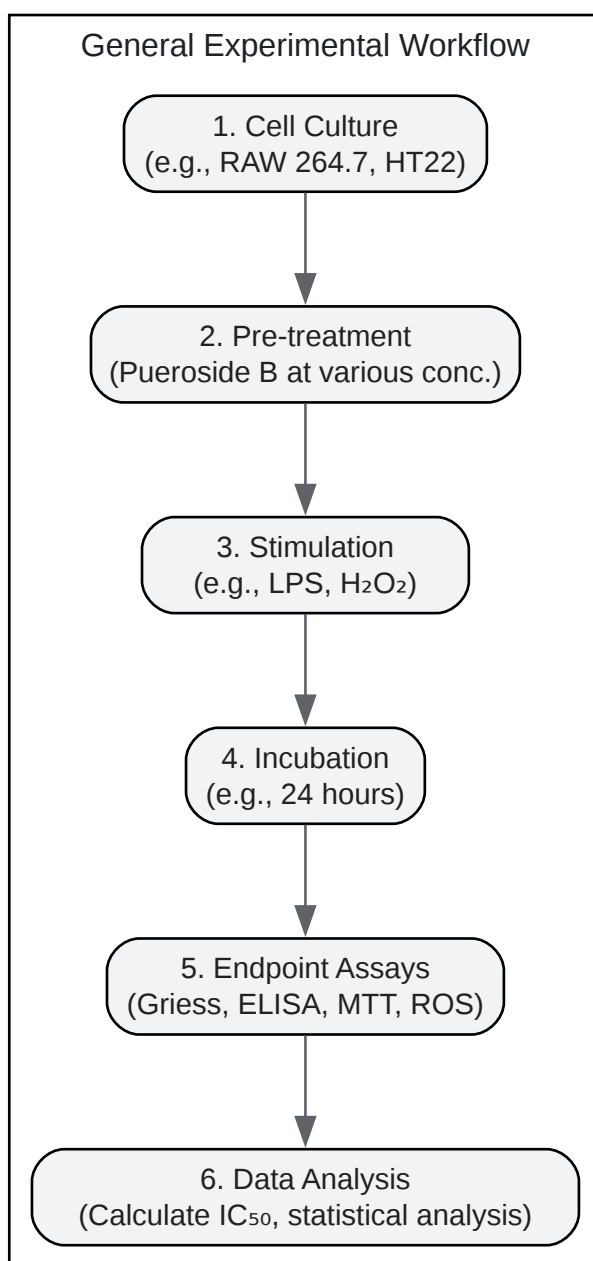 General Experimental Workflow
1. Cell Culture
(e.g., RAW 264.7, HT22)
2. Pre-treatment
(Pueroside B at various conc.)
3. Stimulation
(e.g., LPS, H₂O₂)
4. Incubation
(e.g., 24 hours)
5. Endpoint Assays
(Griess, ELISA, MTT, ROS)
6. Data Analysis
(Calculate IC₅₀, statistical analysis)